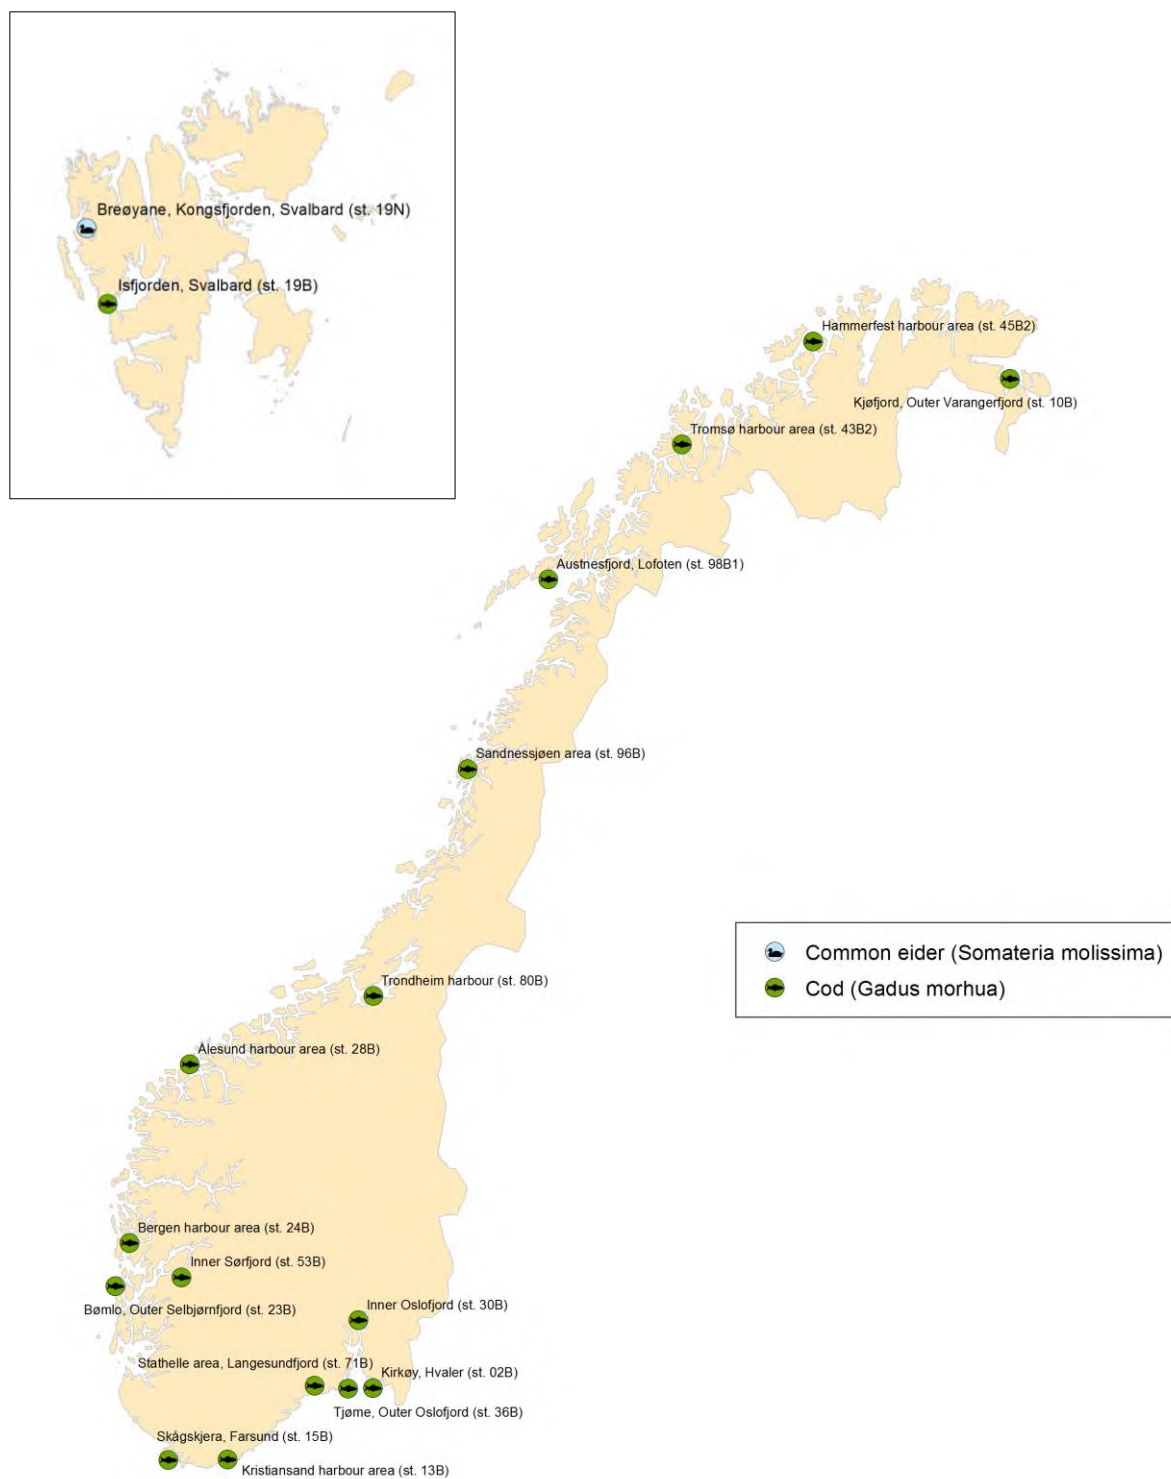 Breøyane, Kongsfjorden, Svalbard (st. 19N)
Isfjorden, Svalbard (st. 19B)
Hammerfest harbour area (st. 45B2)
Kjøfjord, Outer Varangerfjord (st. 10B)
Tromsø harbour area (st. 43B2)
Austnesfjord, Lofoten (st. 98B1)
Sandnessjøen area (st. 96B)
Common eider (Somateria molissima)
Cod (Gadus morhua)
Trondheim harbour (st. 80B)
Ålesund harbour area (st. 28B)
Bergen harbour area (st. 24B)
Inner Sørfjord (st. 53B)
Bømlo, Outer Selbjørnfjord (st. 23B)
Inner Oslofjord (st. 30B)
Stathelle area, Langesundfjord (st. 71B)
Kirkøy, Hvaler (st. 02B)
Tjøme, Outer Oslofjord (st. 36B)
Skågskjera, Farsund (st. 15B)
Kristiansand harbour area (st. 13B)